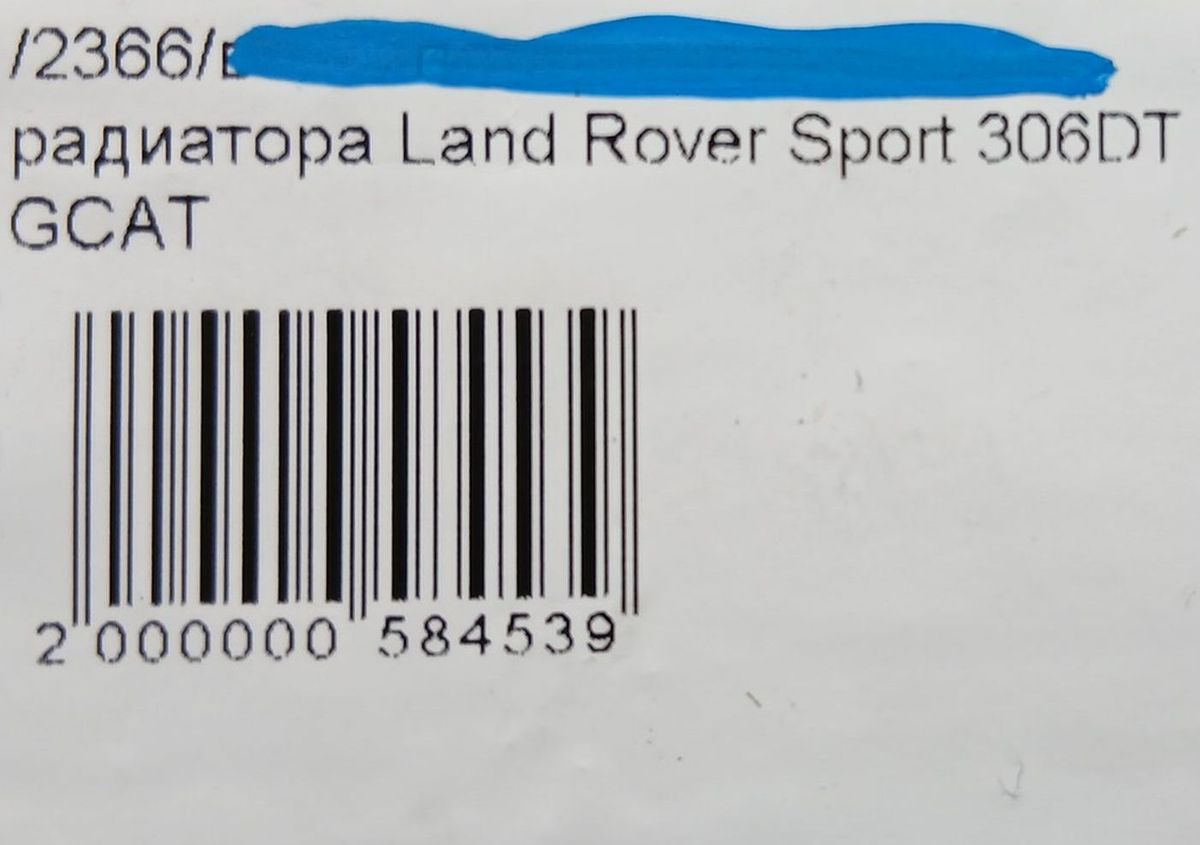 /2366/
радиатора Land Rover Sport 306DT
GCAT
2 000000 584539